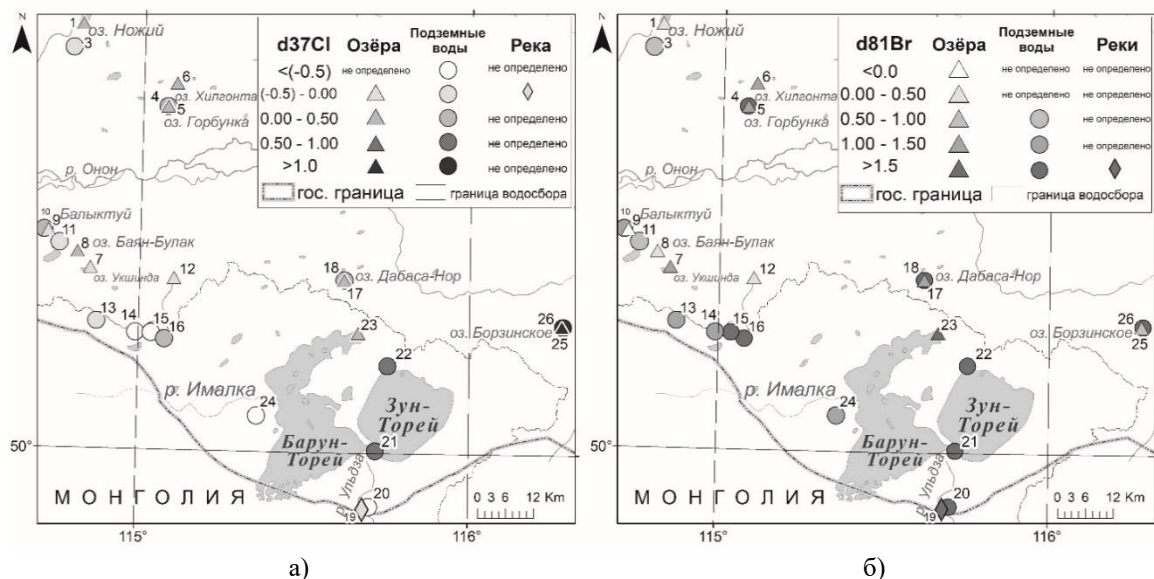 N
d37Cl Озёра Подземные воды Река
<(-0.5) не определено не определено
(-0.5) - 0.00
0.00 - 0.50 не определено
0.50 - 1.00 не определено
>1.0 не определено
гос. граница граница водосбора
1
оз. Ножий
3
6
4 оз. Хилгонта
5
оз. Горбунка
р. Онон
10 Балыктуй
9
11
8 оз. Баян-Булак
7
оз. Укшинда
12
18 оз. Дабаса-Нор
17
13 14 15
16
23
26
оз. Борзинское
25
22
р. Ималка
24
Зун-
Торей
Барун-
Торей
21
50°
р. Ульдза
20
19
МОНГОЛИЯ
0 3 6 12 Km
115° 116°
а)
N
d81Br Озёра Подземные воды Реки
<0.0 не определено не определено
0.00 - 0.50 не определено не определено
0.50 - 1.00 не определено
1.00 - 1.50 не определено
>1.5
гос. граница граница водосбора
1
оз. Ножий
3
6
4 оз. Хилгонта
5
оз. Горбунка
р. Онон
10 Балыктуй
9
11
8 оз. Баян-Булак
7
оз. Укшинда
12
18 оз. Дабаса-Нор
17
13 14 15
16
23
26
оз. Борзинское
25
22
р. Ималка
24
Зун-
Торей
Барун-
Торей
21
50°
р. Ульдза
20
19
МОНГОЛИЯ
0 3 6 12 Km
115° 116°
б)